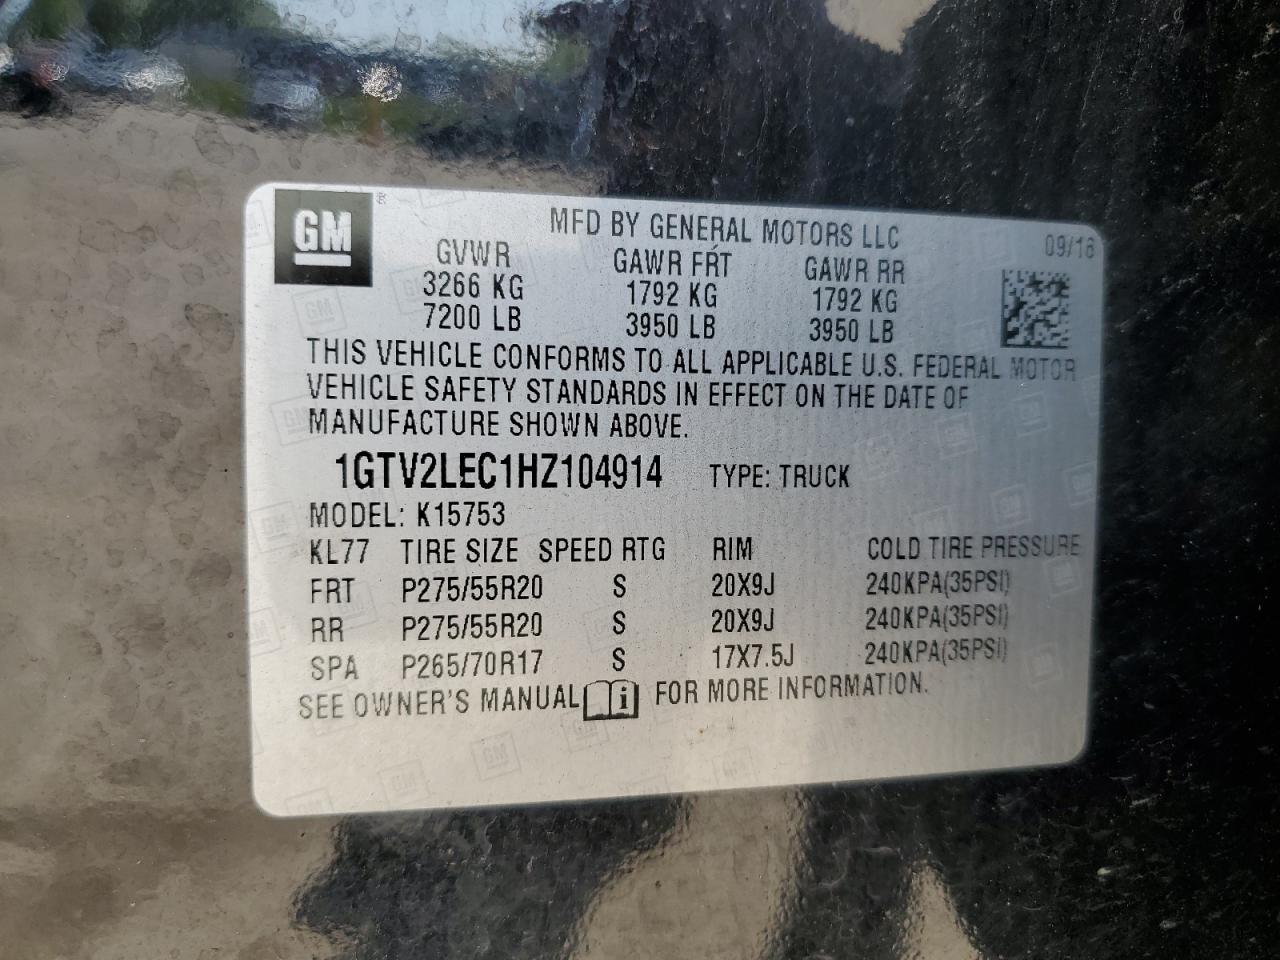 GM
MFD BY GENERAL MOTORS LLC
09/16
GVWR GAWR FRT GAWR RR
3266 KG 1792 KG 1792 KG
7200 LB 3950 LB 3950 LB
THIS VEHICLE CONFORMS TO ALL APPLICABLE U.S. FEDERAL MOTOR
VEHICLE SAFETY STANDARDS IN EFFECT ON THE DATE OF
MANUFACTURE SHOWN ABOVE.
1GTV2LEC1HZ104914 TYPE: TRUCK
MODEL: K15753
KL77 TIRE SIZE SPEED RTG RIM COLD TIRE PRESSURE
FRT P275/55R20 S 20X9J 240KPA(35PSI)
RR P275/55R20 S 20X9J 240KPA(35PSI)
SPA P265/70R17 S 17X7.5J 240KPA(35PSI)
SEE OWNER'S MANUAL i FOR MORE INFORMATION.